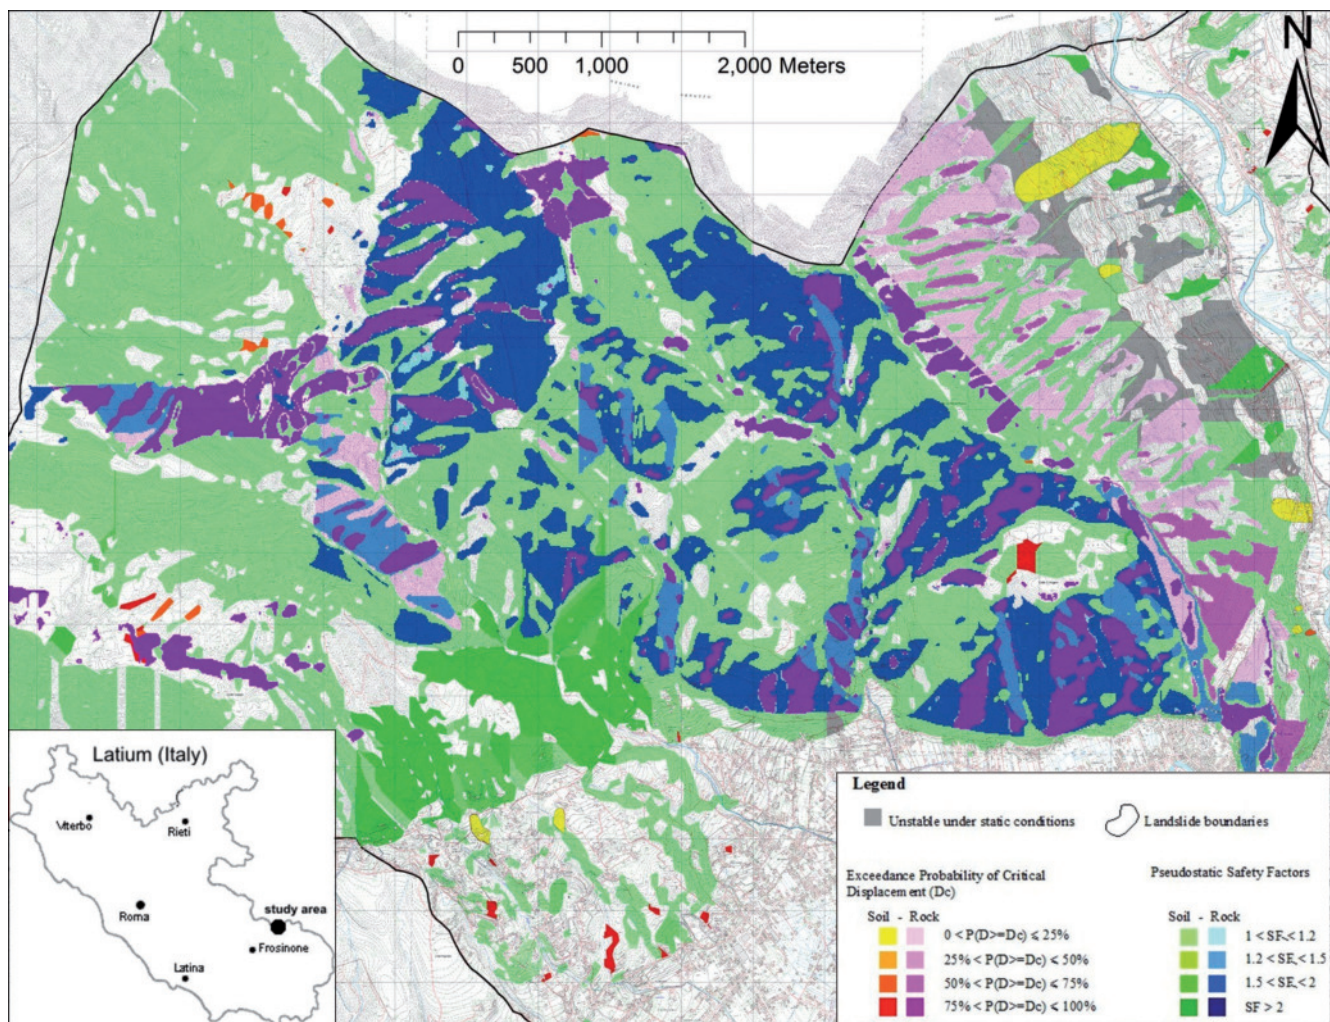 N
0 500 1,000 2,000 Meters
Latium (Italy)
Viterbo
Rieti
Roma
study area
Frosinone
Latina
Legend
Unstable under static conditions
Landslide boundaries
Exceedance Probability of Critical
Displacement (Dc)
Pseudostatic Safety Factors
Soil - Rock
Soil - Rock
0 < P(D>=Dc) ⩽ 25%
1 < SF < 1.2
25% < P(D>=Dc) ⩽ 50%
1.2 < SF < 1.5
50% < P(D>=Dc) ⩽ 75%
1.5 < SF < 2
75% < P(D>=Dc) ⩽ 100%
SF > 2